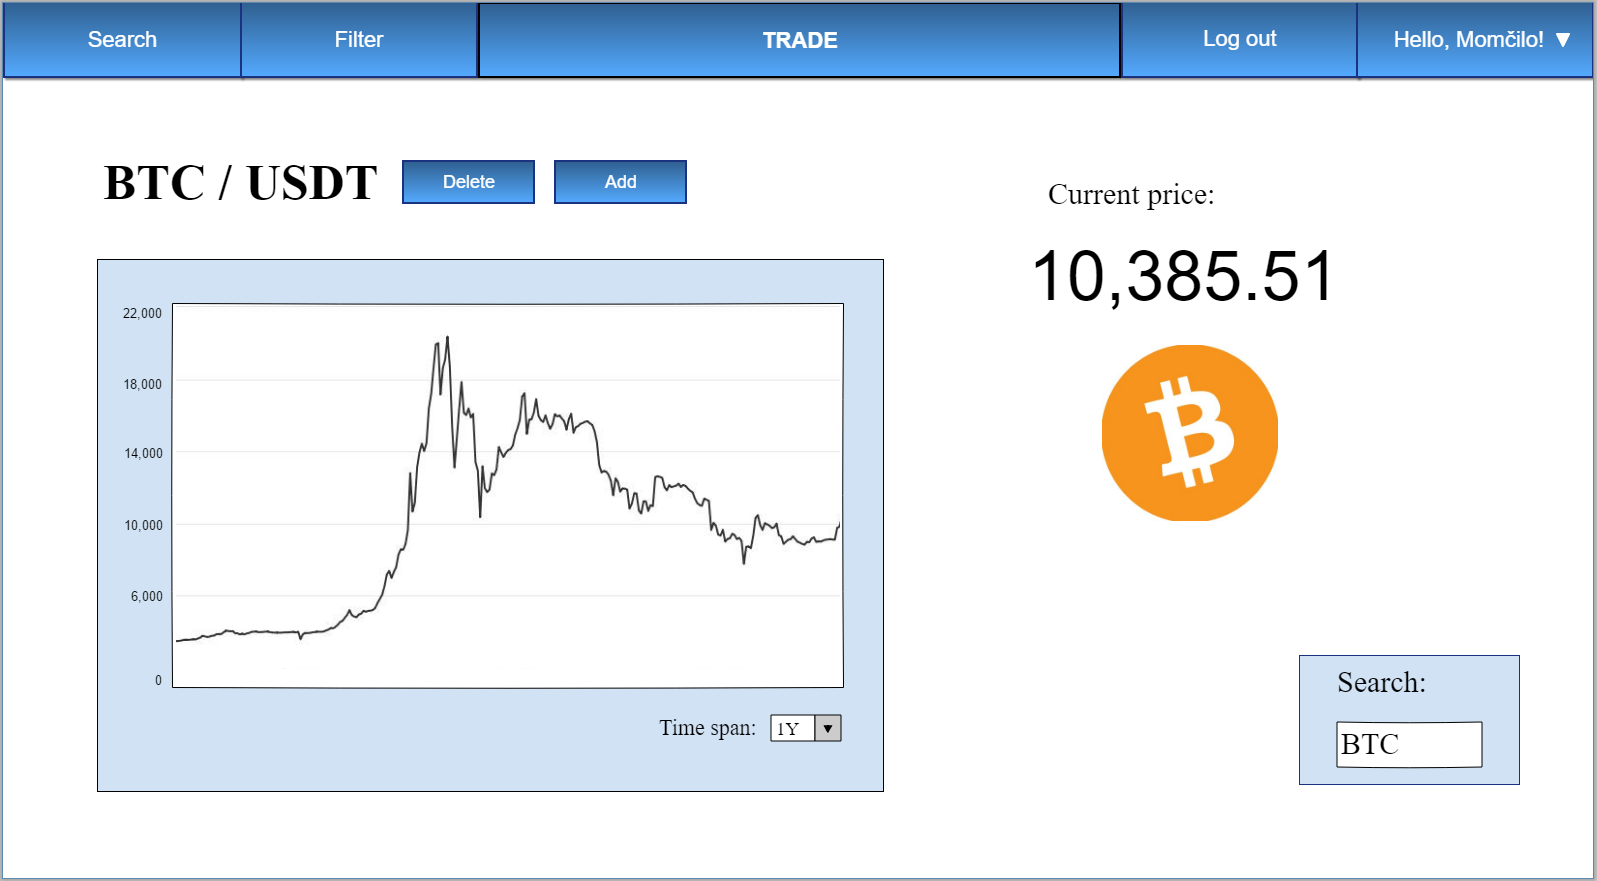 Search
Filter
TRADE
Log out
Hello, Momčilo! ▼
BTC / USDT
Delete
Add
Current price:
10,385.51
22,000
18,000
14,000
10,000
6,000
0
Time span:
1Y ▼
Search:
BTC